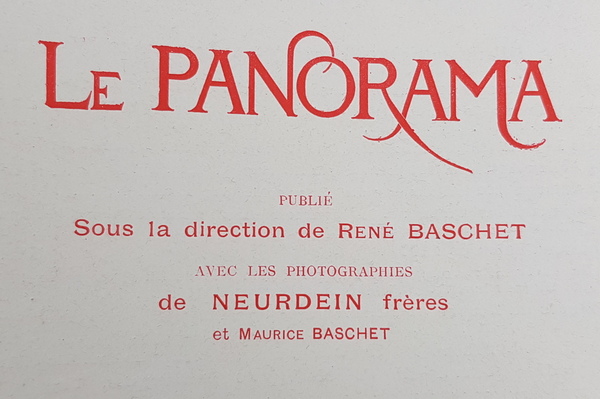 LE PANORAMA
PUBLIÉ
Sous la direction de RENÉ BASCHET
AVEC LES PHOTOGRAPHIES
de NEURDEIN frères
et MAURICE BASCHET